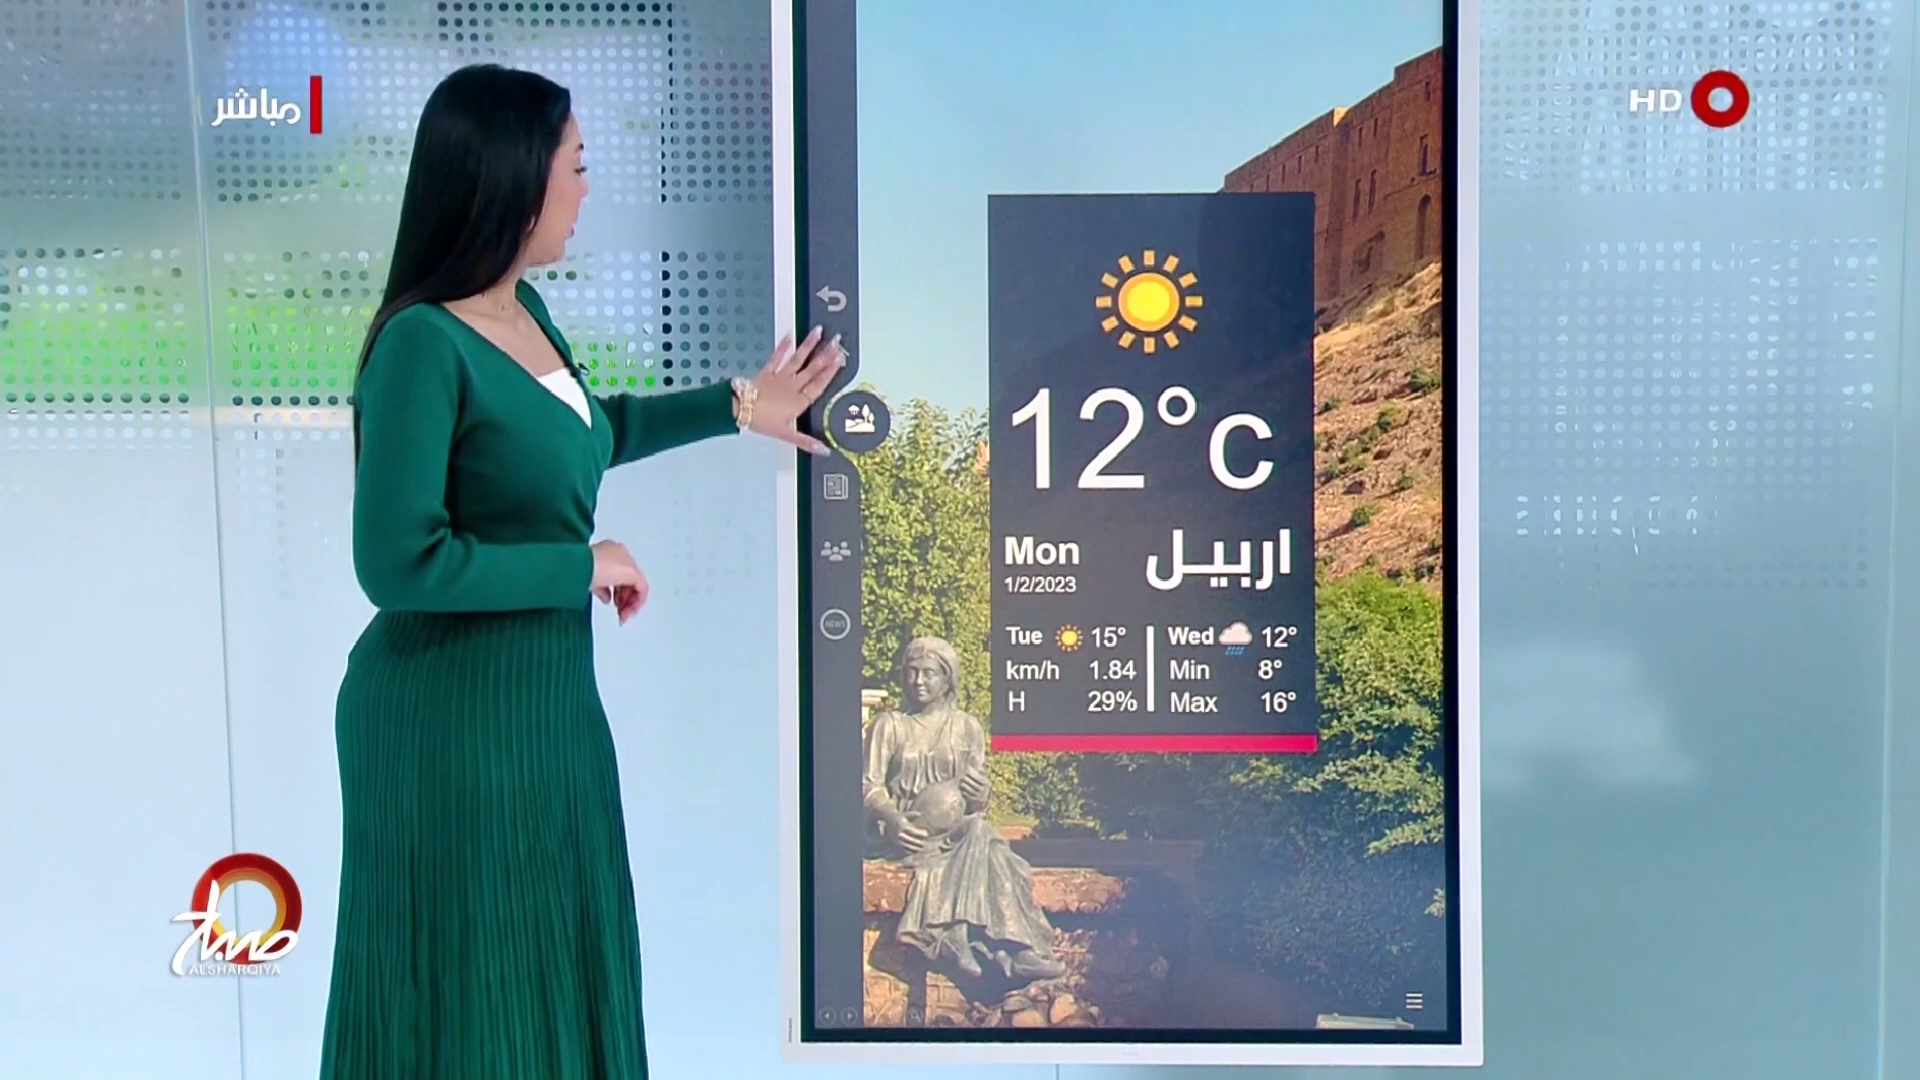 مباشر
HD
12°c
Mon
اربيل
1/2/2023
Tue 15°
Wed 12°
km/h 1.84
Min 8°
H 29%
Max 16°
NEWS
ALSHARQIYA